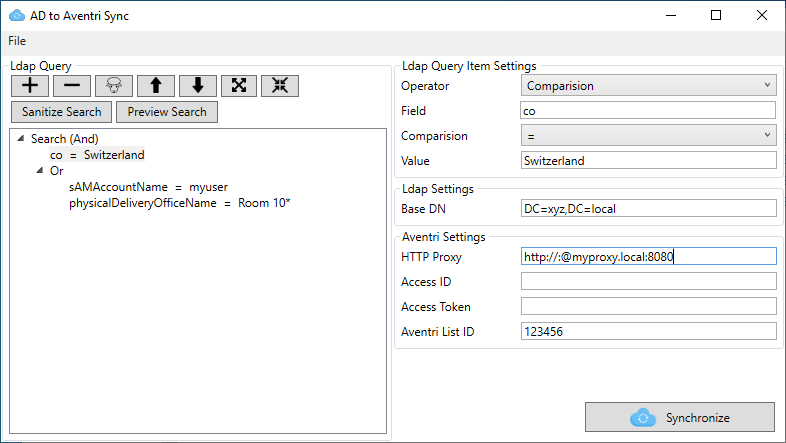 AD to Aventri Sync
File
Ldap Query
Sanitize Search
Preview Search
Search (And)
co = Switzerland
Or
sAMAccountName = myuser
physicalDeliveryOfficeName = Room 10*
Ldap Query Item Settings
Operator Comparision
Field co
Comparision =
Value Switzerland
Ldap Settings
Base DN DC=xyz,DC=local
Aventri Settings
HTTP Proxy http://:@myproxy.local:8080
Access ID
Access Token
Aventri List ID 123456
Synchronize